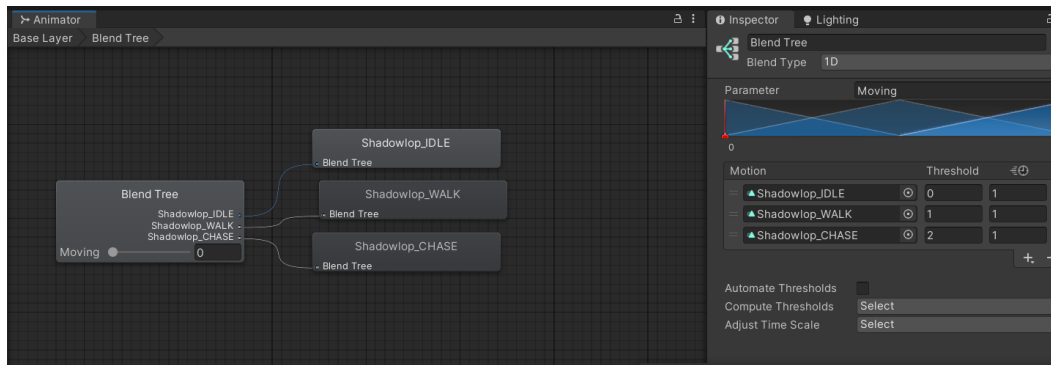 Animator
Base Layer
Blend Tree
Shadowlop_IDLE
Blend Tree
Blend Tree
Shadowlop_IDLE
Shadowlop_WALK
Shadowlop_CHASE
Moving
0
Shadowlop_WALK
Blend Tree
Shadowlop_CHASE
Blend Tree
Inspector
Lighting
Blend Tree
Blend Type 1D
Parameter Moving
0
Motion Threshold
Shadowlop_IDLE 0 1
Shadowlop_WALK 1 1
Shadowlop_CHASE 2 1
Automate Thresholds
Compute Thresholds Select
Adjust Time Scale Select